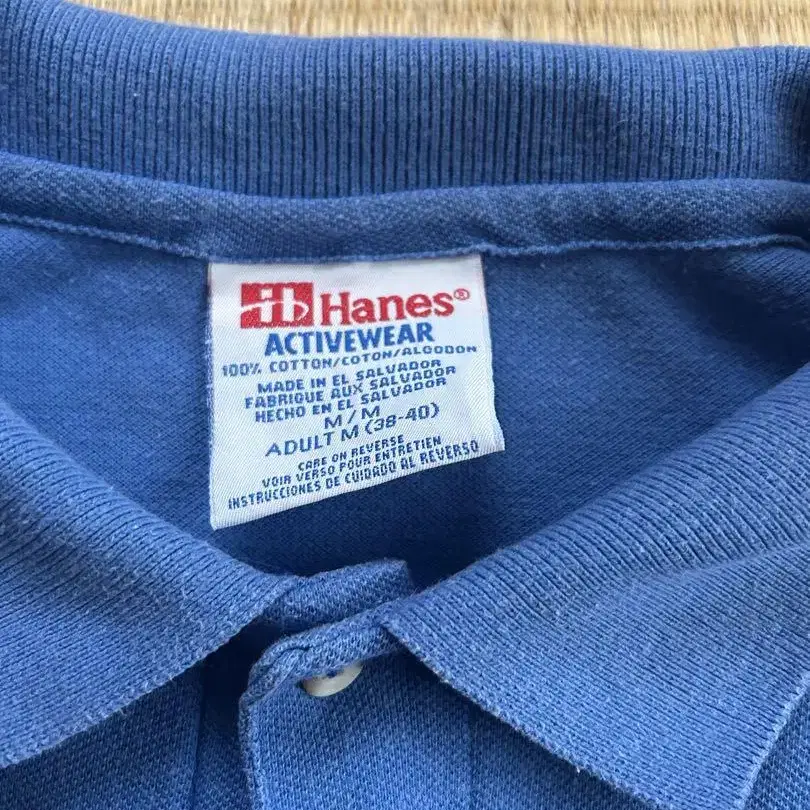 Hanes®
ACTIVEWEAR
100% COTTON/COTON/ALGODON
MADE IN EL SALVADOR
FABRIQUE AUX SALVADOR
HECHO EN EL SALVADOR
M/M
ADULT M (38-40)
CARE ON REVERSE
VOIR VERSO POUR ENTRETIEN
INSTRUCCIONES DE CUIDADO AL REVERSO